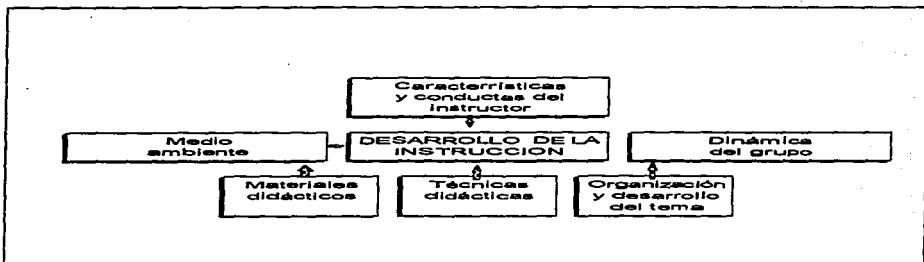 Caracterrísticas
y conductas del
instructor
Medio
ambiente
DESARROLLO DE LA
INSTRUCCION
Dinámica
del grupo
Materiales
didácticos
Técnicas
didácticas
Organización
y desarrollo
del tema